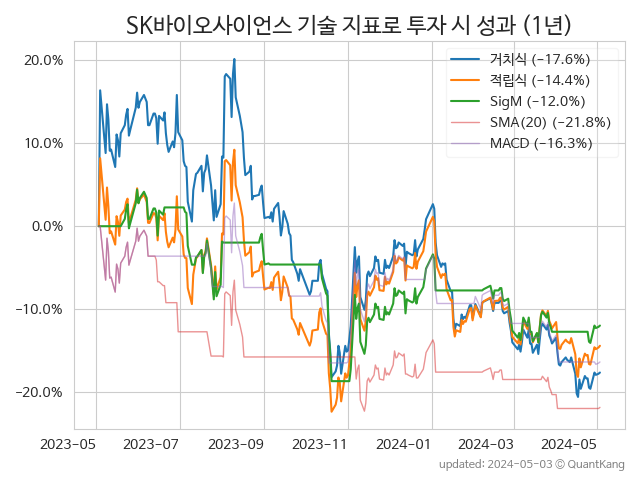 SK바이오사이언스 기술 지표로 투자 시 성과 (1년)
20.0%
10.0%
0.0%
−10.0%
−20.0%
거치식 (−17.6%)
적립식 (−14.4%)
SigM (−12.0%)
SMA(20) (−21.8%)
MACD (−16.3%)
2023-05 2023-07 2023-09 2023-11 2024-01 2024-03 2024-05
updated: 2024-05-03 © QuantKang